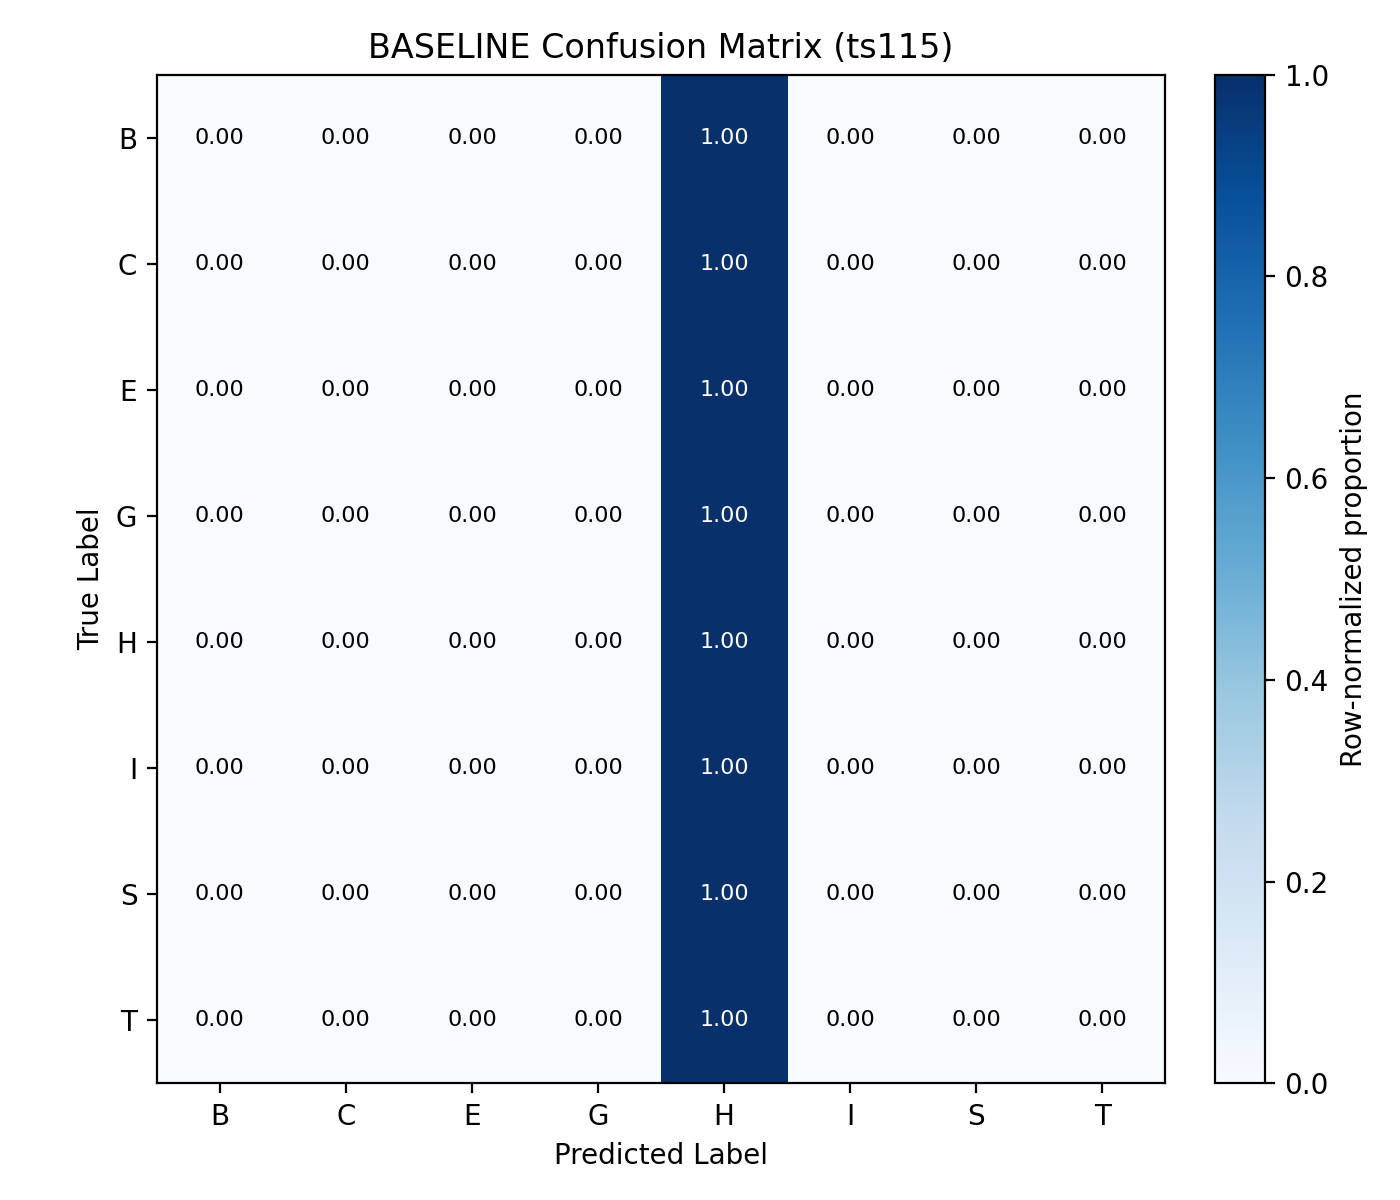 BASELINE Confusion Matrix (ts115)
B 0.00 0.00 0.00 0.00 1.00 0.00 0.00 0.00
C 0.00 0.00 0.00 0.00 1.00 0.00 0.00 0.00
E 0.00 0.00 0.00 0.00 1.00 0.00 0.00 0.00
G 0.00 0.00 0.00 0.00 1.00 0.00 0.00 0.00
H 0.00 0.00 0.00 0.00 1.00 0.00 0.00 0.00
I 0.00 0.00 0.00 0.00 1.00 0.00 0.00 0.00
S 0.00 0.00 0.00 0.00 1.00 0.00 0.00 0.00
T 0.00 0.00 0.00 0.00 1.00 0.00 0.00 0.00
B C E G H I S T
Predicted Label
True Label
1.0
0.8
0.6
0.4
0.2
0.0
Row-normalized proportion